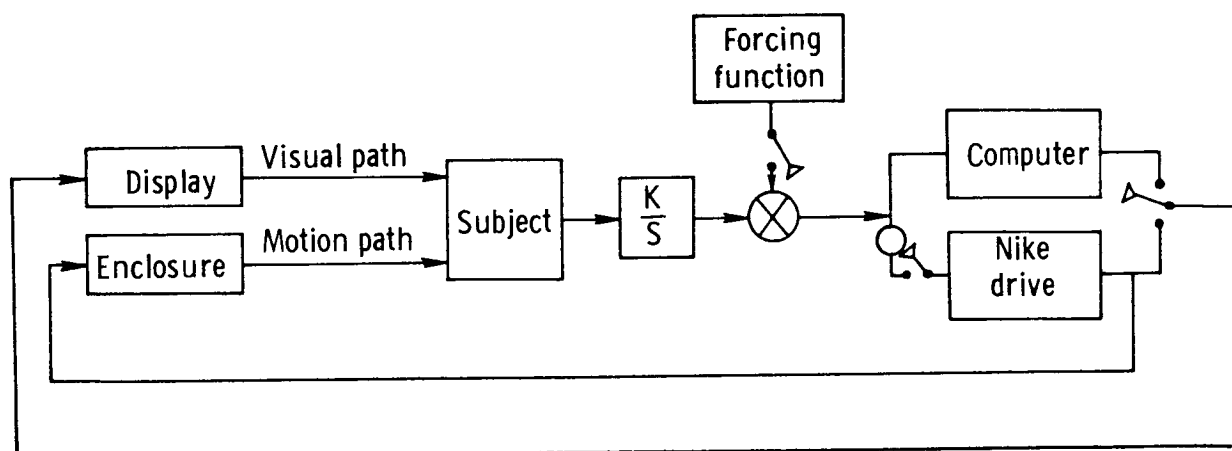 Forcing
function
Display
Visual path
Subject
K
S
Computer
Enclosure
Motion path
Nike
drive